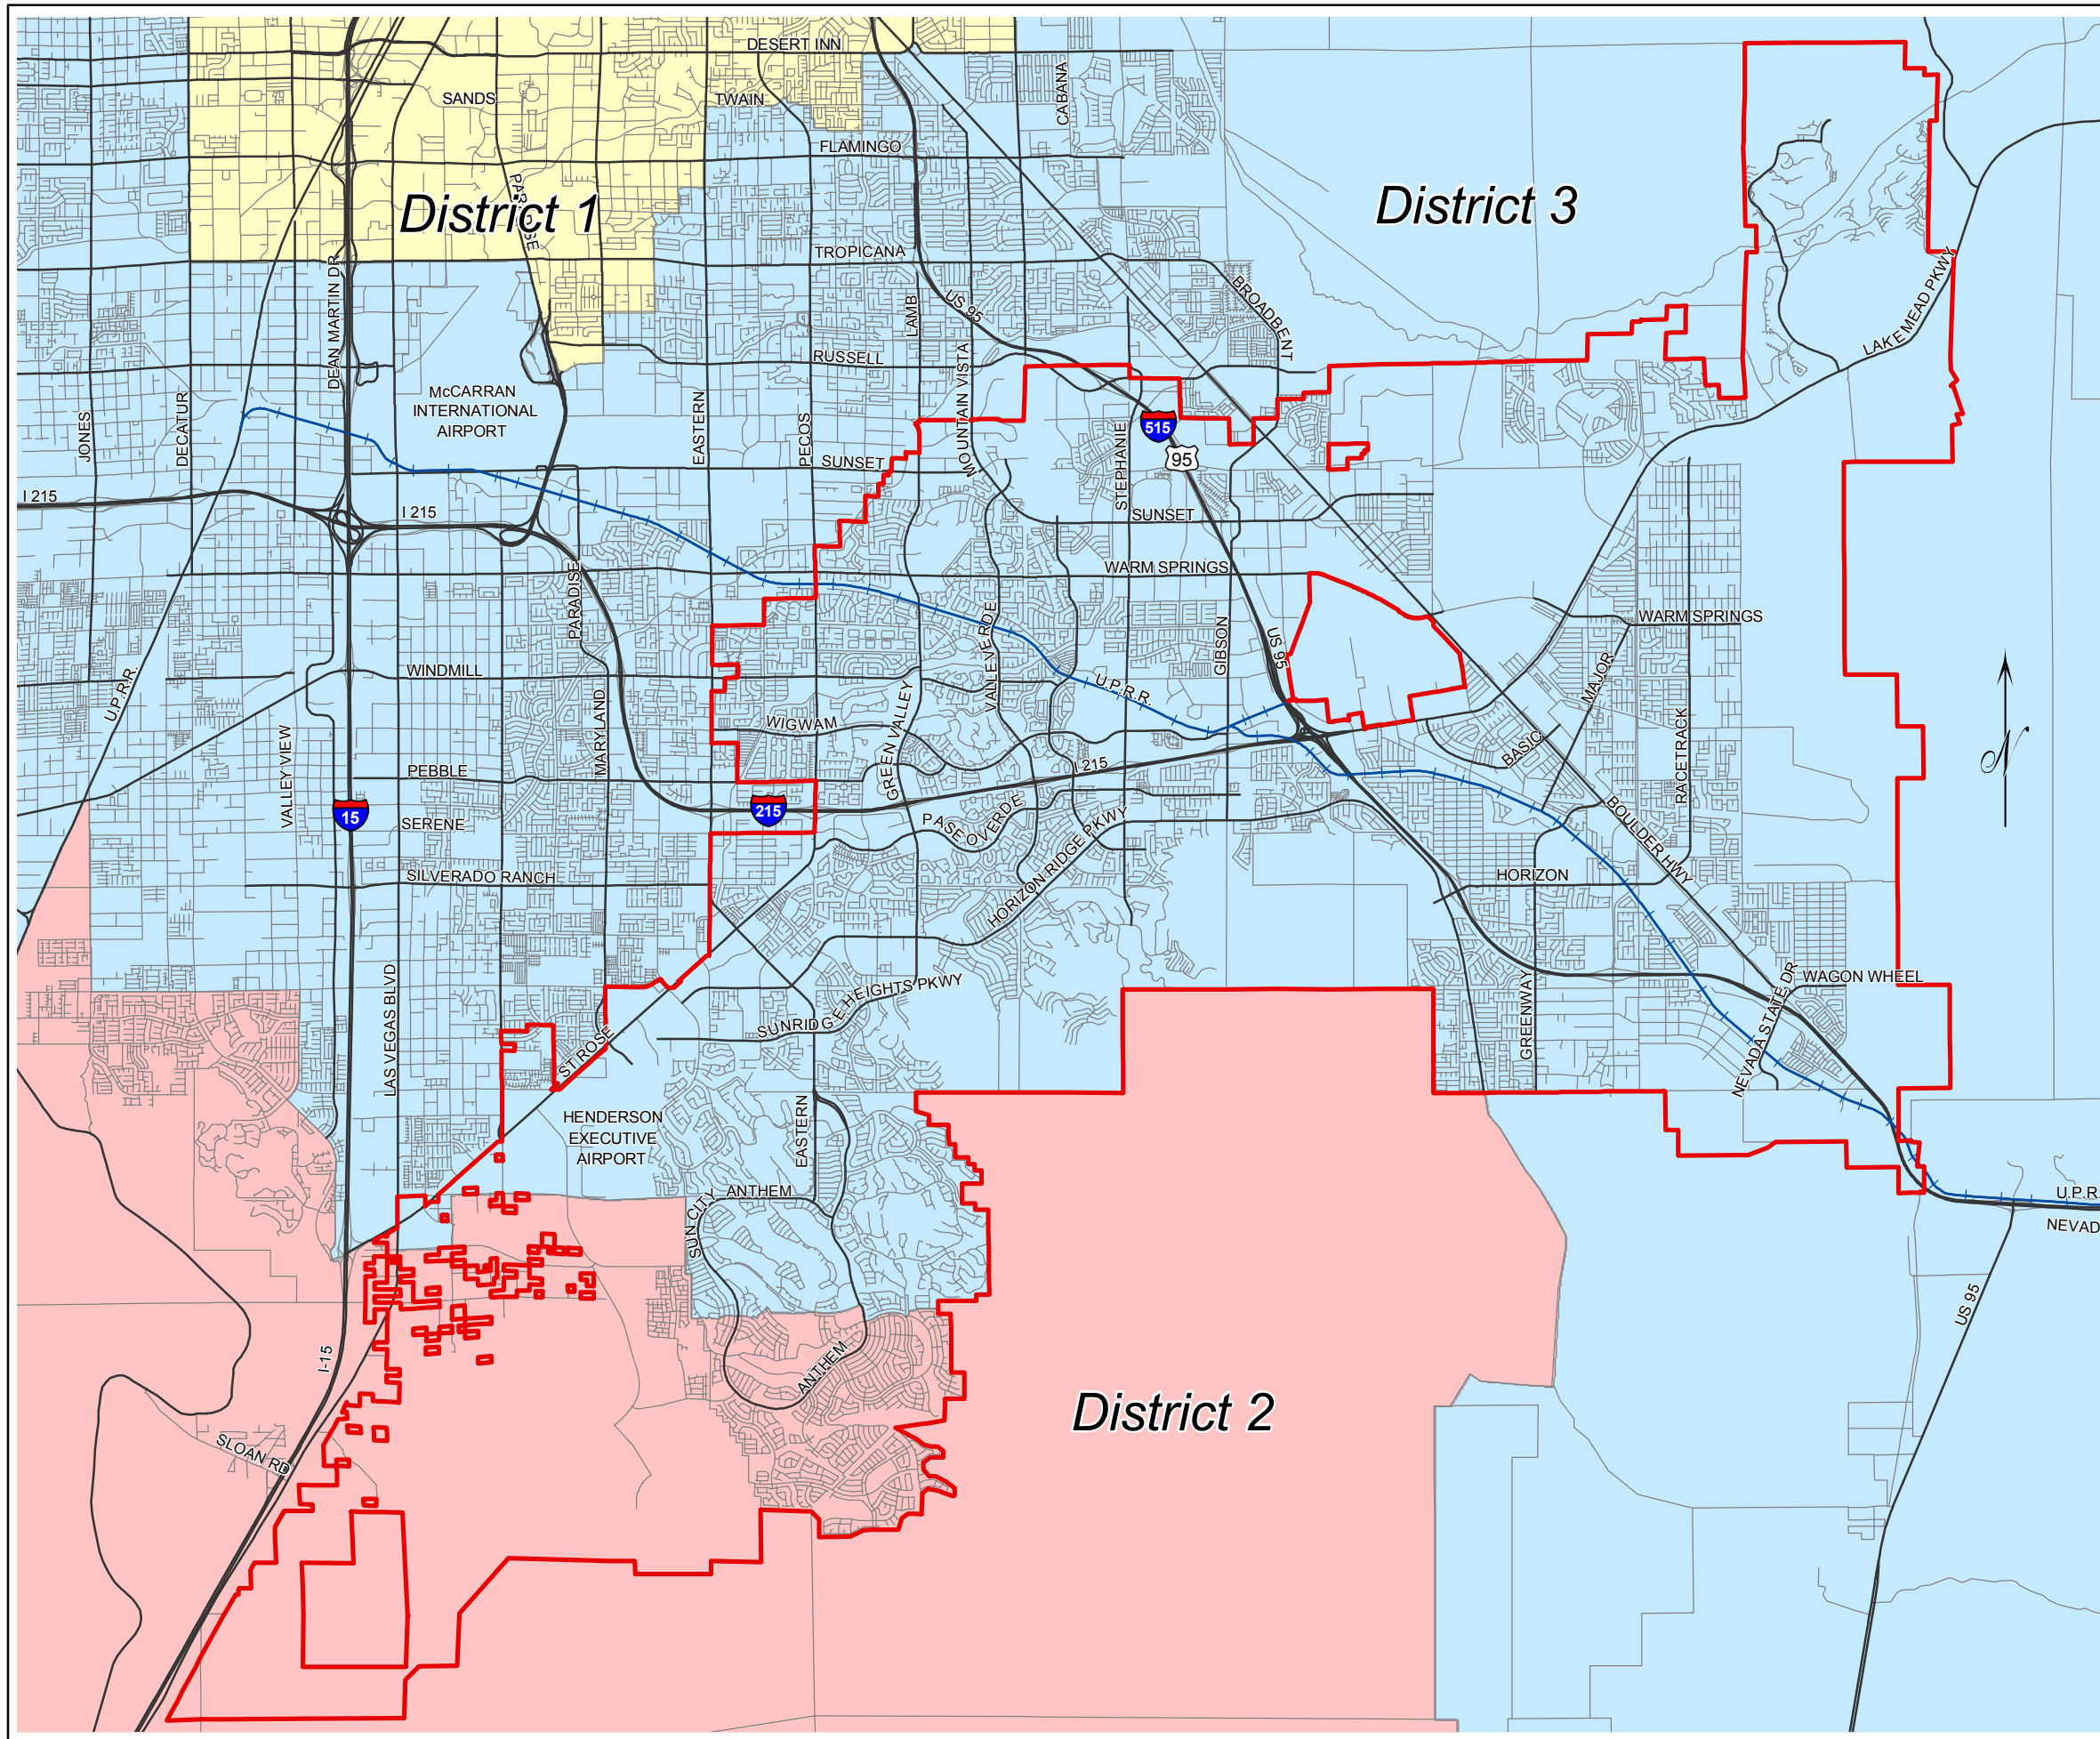 DESERT INN
SANDS
TWAIN
CABANA
FLAMINGO
District 1
PARADISE
District 3
TROPICANA
DEAN MARTIN DR
LAMB
US 95
BROADBENT
LAKE MEAD PKWY
RUSSELL
MOUNTAIN VISTA
McCARRAN
INTERNATIONAL
AIRPORT
JONES
DECATUR
EASTERN
PECOS
SUNSET
STEPHANIE
515
95
I 215
I 215
SUNSET
PARADISE
WARM SPRINGS
WARM SPRINGS
VALLE VERDE
GIBSON
US 95
U.P.R.R.
WINDMILL
U.P.R.R.
MAJOR
MARYLAND
WIGWAM
GREEN VALLEY
VALLEY VIEW
PEBBLE
I 215
BASIC
RACETRACK
N
15
SERENE
215
PASEO VERDE
HORIZON RIDGE PKWY
BOULDER HWY
SILVERADO RANCH
HORIZON
LAS VEGAS BLVD
SUNRIDGE HEIGHTS PKWY
GREENWAY
NEVADA STATE DR
WAGON WHEEL
ST ROSE
HENDERSON
EXECUTIVE
AIRPORT
EASTERN
SUN CITY
ANTHEM
U.P.R.
NEVAD
US 95
I-15
ANTHEM
District 2
SLOAN RD